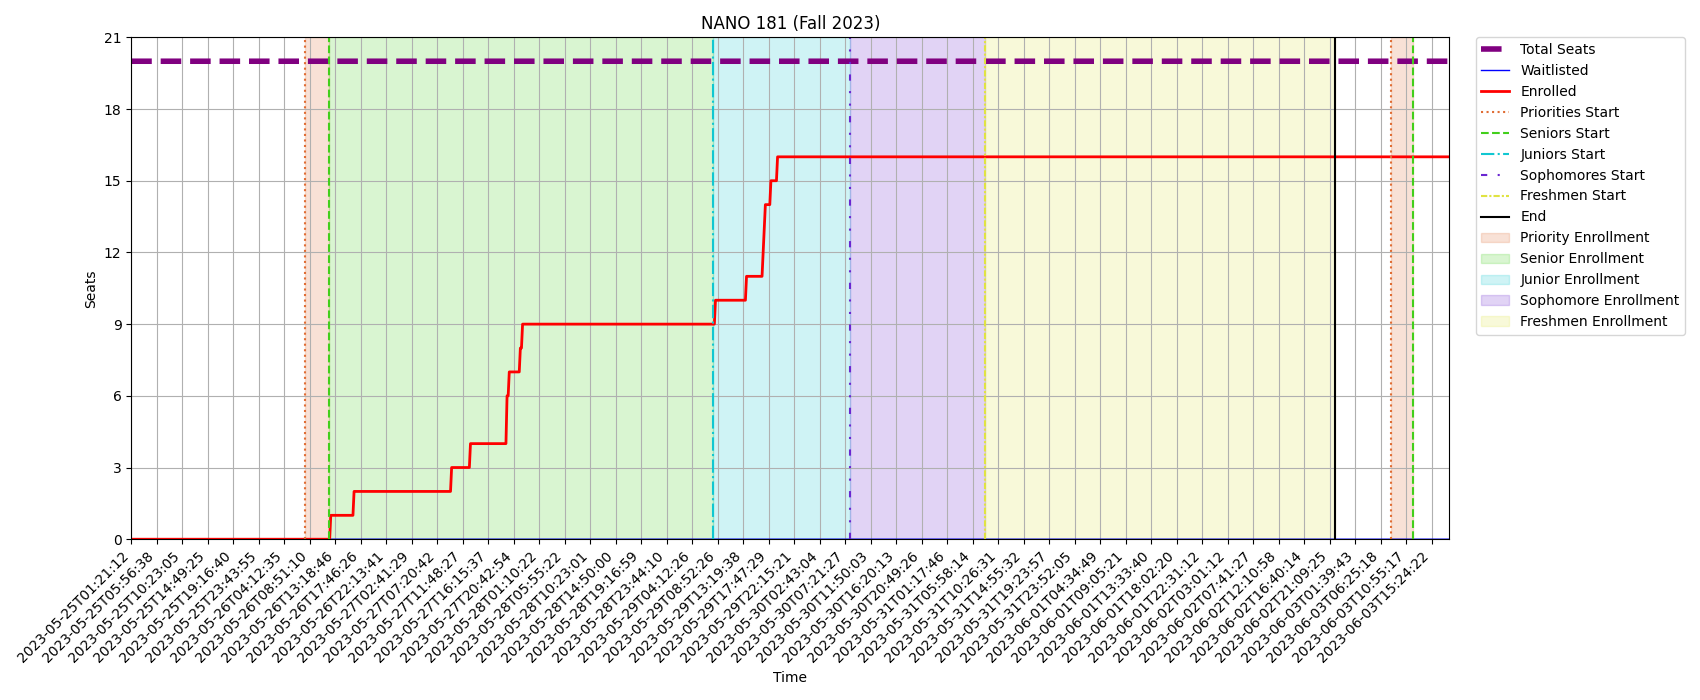 NANO 181 (Fall 2023)
21
18
15
12
9
6
3
0
Seats
2023-05-25T01:21:12
2023-05-25T05:56:38
2023-05-25T10:23:05
2023-05-25T14:49:25
2023-05-25T19:16:40
2023-05-25T23:43:55
2023-05-26T04:12:35
2023-05-26T08:51:10
2023-05-26T13:18:46
2023-05-26T17:46:26
2023-05-26T22:13:41
2023-05-27T02:41:29
2023-05-27T07:20:42
2023-05-27T11:48:27
2023-05-27T16:15:37
2023-05-27T20:42:54
2023-05-28T01:10:22
2023-05-28T05:55:22
2023-05-28T10:23:01
2023-05-28T14:50:00
2023-05-28T19:16:59
2023-05-28T23:44:10
2023-05-29T04:12:26
2023-05-29T08:52:26
2023-05-29T13:19:38
2023-05-29T17:47:29
2023-05-29T22:15:21
2023-05-30T02:43:04
2023-05-30T07:21:27
2023-05-30T11:50:03
2023-05-30T16:20:13
2023-05-30T20:49:26
2023-05-31T01:17:46
2023-05-31T05:58:14
2023-05-31T10:26:31
2023-05-31T14:55:32
2023-05-31T19:23:57
2023-05-31T23:52:05
2023-06-01T04:34:49
2023-06-01T09:05:21
2023-06-01T13:33:40
2023-06-01T18:02:20
2023-06-01T22:31:12
2023-06-02T03:01:12
2023-06-02T07:41:27
2023-06-02T12:10:58
2023-06-02T16:40:14
2023-06-02T21:09:25
2023-06-03T01:39:43
2023-06-03T06:25:18
2023-06-03T10:55:17
2023-06-03T15:24:22
Time
Total Seats
Waitlisted
Enrolled
Priorities Start
Seniors Start
Juniors Start
Sophomores Start
Freshmen Start
End
Priority Enrollment
Senior Enrollment
Junior Enrollment
Sophomore Enrollment
Freshmen Enrollment